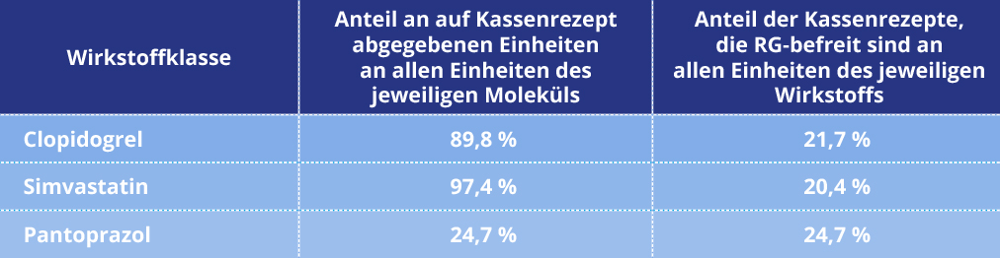 Wirkstoffklasse
Anteil an auf Kassenrezept
abgegebenen Einheiten
an allen Einheiten des
jeweiligen Moleküls
Anteil der Kassenrezepte,
die RG-befreit sind an
allen Einheiten des jeweiligen
Wirkstoffs
Clopidogrel 89,8 % 21,7 %
Simvastatin 97,4 % 20,4 %
Pantoprazol 24,7 % 24,7 %